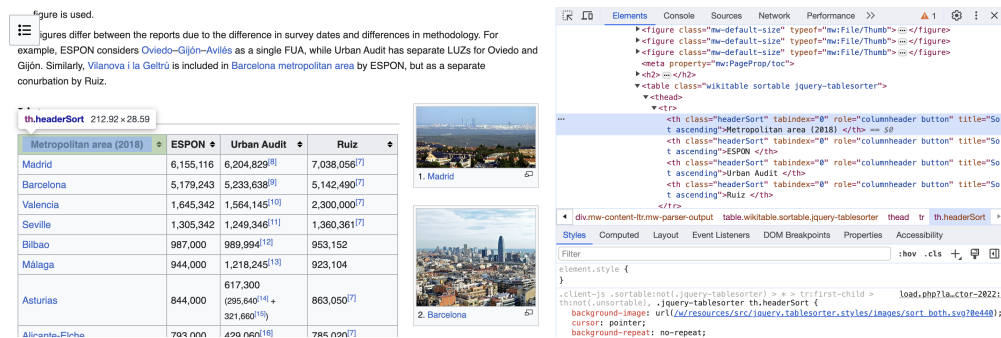 figure is used.
figures differ between the reports due to the difference in survey dates and differences in methodology. For
example, ESPON considers Oviedo–Gijón–Avilés as a single FUA, while Urban Audit has separate LUZs for Oviedo and
Gijón. Similarly, Vilanova i la Geltrú is included in Barcelona metropolitan area by ESPON, but as a separate
conurbation by Ruiz.
th.headerSort 212.92 × 28.59
Metropolitan area (2018) ESPON Urban Audit Ruiz
Madrid 6,155,116 6,204,829[8] 7,038,056[7]
Barcelona 5,179,243 5,233,638[9] 5,142,490[7]
Valencia 1,645,342 1,564,145[10] 2,300,000[7]
Seville 1,305,342 1,249,346[11] 1,360,361[7]
Bilbao 987,000 989,994[12] 953,152
Málaga 944,000 1,218,245[13] 923,104
Asturias 844,000 617,300 863,050[7]
(295,640[14] +
321,660[15])
Alicante-Elche 793,000 429,060[16] 785,020[7]
1. Madrid
2. Barcelona
Elements Console Sources Network Performance >> 1
<figure class="mw-default-size" typeof="mw:File/Thumb"> … </figure>
<figure class="mw-default-size" typeof="mw:File/Thumb"> … </figure>
<figure class="mw-default-size" typeof="mw:File/Thumb"> … </figure>
<meta property="mw:PageProp/toc">
<h2> … </h2>
<table class="wikitable sortable jquery-tablesorter">
<thead>
<tr>
… <th class="headerSort" tabindex="0" role="columnheader button" title="So
t ascending">Metropolitan area (2018) </th> == $0
<th class="headerSort" tabindex="0" role="columnheader button" title="So
t ascending">ESPON </th>
<th class="headerSort" tabindex="0" role="columnheader button" title="So
t ascending">Urban Audit </th>
<th class="headerSort" tabindex="0" role="columnheader button" title="So
t ascending">Ruiz </th>
</tr>
div.mw-content-ltr.mw-parser-output table.wikitable.sortable.jquery-tablesorter thead tr th.headerSort
Styles Computed Layout Event Listeners DOM Breakpoints Properties Accessibility
Filter :hov .cls +
element.style {
}
.client-js .sortable:not(.jquery-tablesorter) > * > tr:first-child > load.php?la…ctor-2022:
th:not(.unsortable), .jquery-tablesorter th.headerSort {
background-image: url(/w/resources/src/jquery.tablesorter.styles/images/sort_both.svg?0e440);
cursor: pointer;
background-repeat: no-repeat;